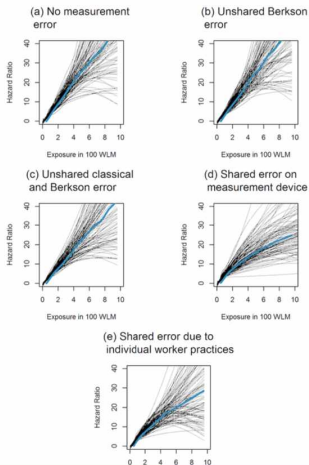 (a) No measurement
error
(b) Unshared Berkson
error
Hazard Ratio
40
30
20
10
0
0 2 4 6 8 10
Exposure in 100 WLM
Hazard Ratio
40
30
20
10
0
0 2 4 6 8 10
Exposure in 100 WLM
(c) Unshared classical
and Berkson error
(d) Shared error on
measurement device
Hazard Ratio
40
30
20
10
0
0 2 4 6 8 10
Exposure in 100 WLM
Hazard Ratio
40
30
20
10
0
0 2 4 6 8 10
Exposure in 100 WLM
(e) Shared error due to
individual worker practices
Hazard Ratio
40
30
20
10
0
0 2 4 6 8 10